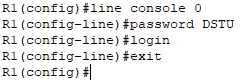 R1(config)#line console 0
R1(config-line)#password DSTU
R1(config-line)#login
R1(config-line)#exit
R1(config)#